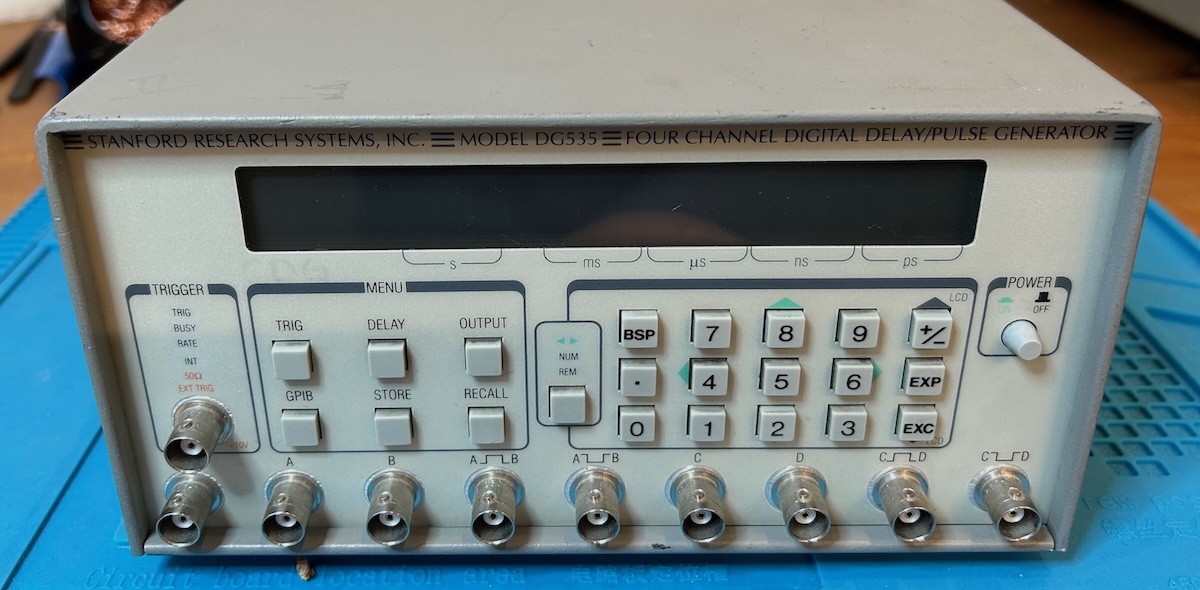 STANFORD RESEARCH SYSTEMS, INC. MODEL DG535 FOUR CHANNEL DIGITAL DELAY/PULSE GENERATOR
s ms µs ns ps
TRIGGER
TRIG
BUSY
RATE
INT
50Ω
EXT TRIG
MENU
TRIG DELAY OUTPUT
GPIB STORE RECALL
NUM
REM
LCD
BSP 7 8 9 +/−
. 4 5 6 EXP
0 1 2 3 EXC
LCD
POWER
ON OFF
A B A B A B C D C D C D
Circuit board location area